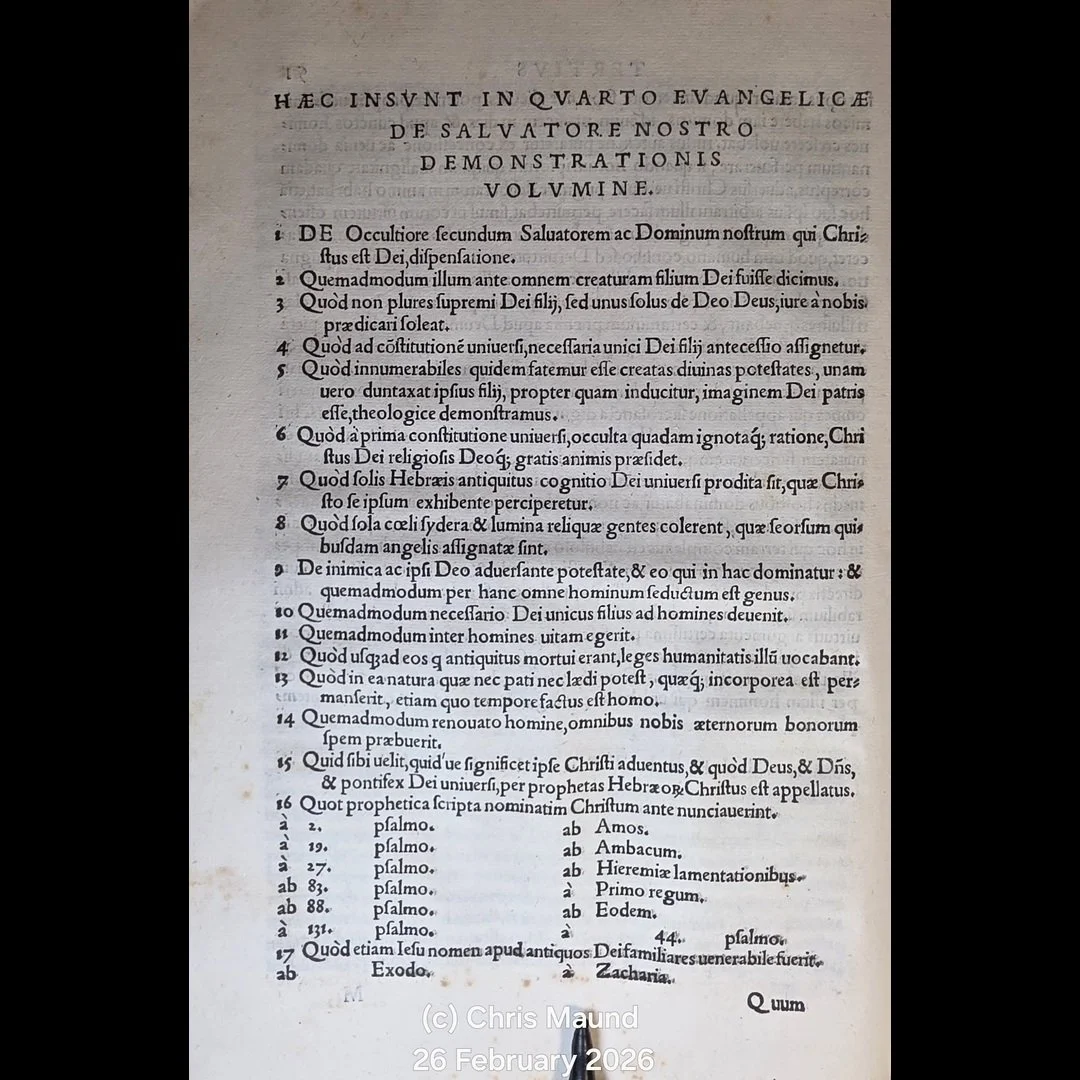 HÆC INSVNT IN QVARTO EVANGELICÆ
DE SALVATORE NOSTRO
DEMONSTRATIONIS
VOLVMINE.
1 DE Occultiore ſecundum Saluatorem ac Dominum noſtrum qui Chri⸗
ſtus eſt Dei, diſpenſatione.
2 Quemadmodum illum ante omnem creaturam filium Dei fuiſſe dicimus.
3 Quòd non plures ſupremi Dei filij, ſed unus ſolus de Deo Deus, iure à nobis
prædicari ſoleat.
4 Quòd ad cōſtitutionē uniuerſi, neceſſaria unici Dei filij anteceſſio aſſignetur.
5 Quòd innumerabiles quidem fatemur eſſe creatas diuinas poteſtates, unam
uero duntaxat ipſius filij, propter quam inducitur, imaginem Dei patris
eſſe, theologice demonſtramus.
6 Quòd à prima conſtitutione uniuerſi, occulta quadam ignotaq́; ratione, Chri
ſtus Dei religioſis Deoq́; gratis animis præſidet.
7 Quòd ſolis Hebræis antiquitus cognitio Dei uniuerſi prodita ſit, quæ Chri⸗
ſto ſe ipſum exhibente perciperetur.
8 Quòd ſola cœli ſydera & lumina reliquæ gentes colerent, quæ ſeorſum qui⸗
buſdam angelis aſſignatæ ſint.
9 De inimica ac ipſi Deo aduerſante poteſtate, & eo qui in hac dominatur: &
quemadmodum per hanc omne hominum ſeductum eſt genus.
10 Quemadmodum neceſſario Dei unicus filius ad homines deuenit.
11 Quemadmodum inter homines uitam egerit.
12 Quòd uſqꝫ ad eos q antiquitus mortui erant, leges humanitatis illū uocabant.
13 Quòd in ea natura quæ nec pati nec lædi poteſt, quæq́; incorporea eſt per⸗
manſerit, etiam quo tempore factus eſt homo.
14 Quemadmodum renouato homine, omnibus nobis æternorum bonorum
ſpem præbuerit.
15 Quid ſibi uelit, quid'ue ſignificet ipſe Chriſti aduentus, & quòd Deus, & Dñs,
& pontifex Dei uniuerſi, per prophetas Hebræoꝝ Chriſtus eſt appellatus.
16 Quot prophetica ſcripta nominatim Chriſtum ante nunciauerint.
à 2. pſalmo. ab Amos.
à 19. pſalmo. ab Ambacum.
à 27. pſalmo. ab Hieremiæ lamentationibus.
ab 83. pſalmo. à Primo regum.
ab 88. pſalmo. ab Eodem.
à 131. pſalmo. à 44. pſalmo.
17 Quòd etiam Ieſu nomen apud antiquos Dei familiares uenerabile fuerit.
ab Exodo. à Zacharia.
Quum
(c) Chris Maund
26 February 2026